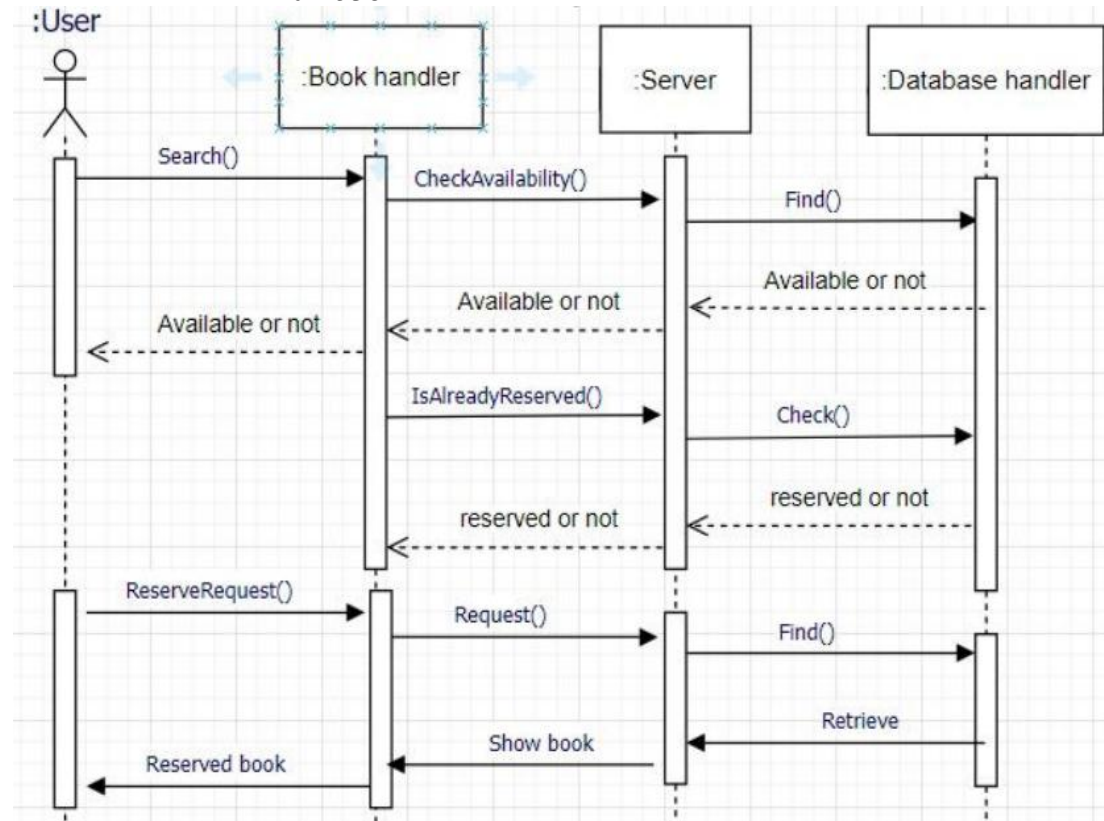 :User
:Book handler
:Server
:Database handler
Search()
CheckAvailability()
Find()
Available or not
Available or not
Available or not
IsAlreadyReserved()
Check()
reserved or not
reserved or not
ReserveRequest()
Request()
Find()
Retrieve
Show book
Reserved book